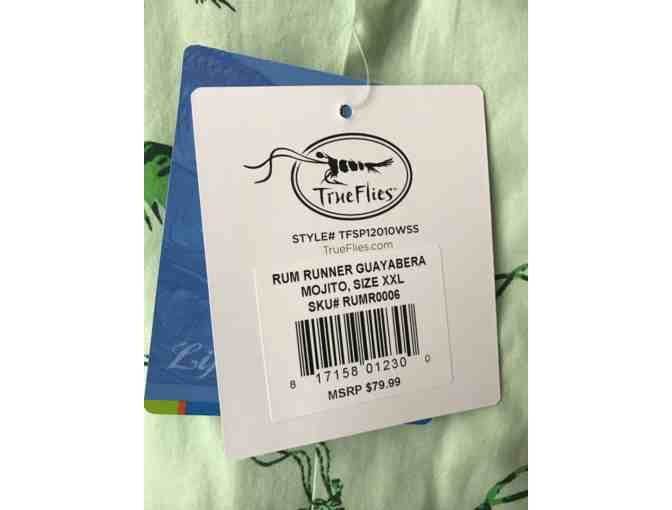 TrueFlies™
STYLE# TFSP12010WSS
TrueFlies.com
RUM RUNNER GUAYABERA
MOJITO, SIZE XXL
SKU# RUMR0006
8 17158 01230 0
MSRP $79.99